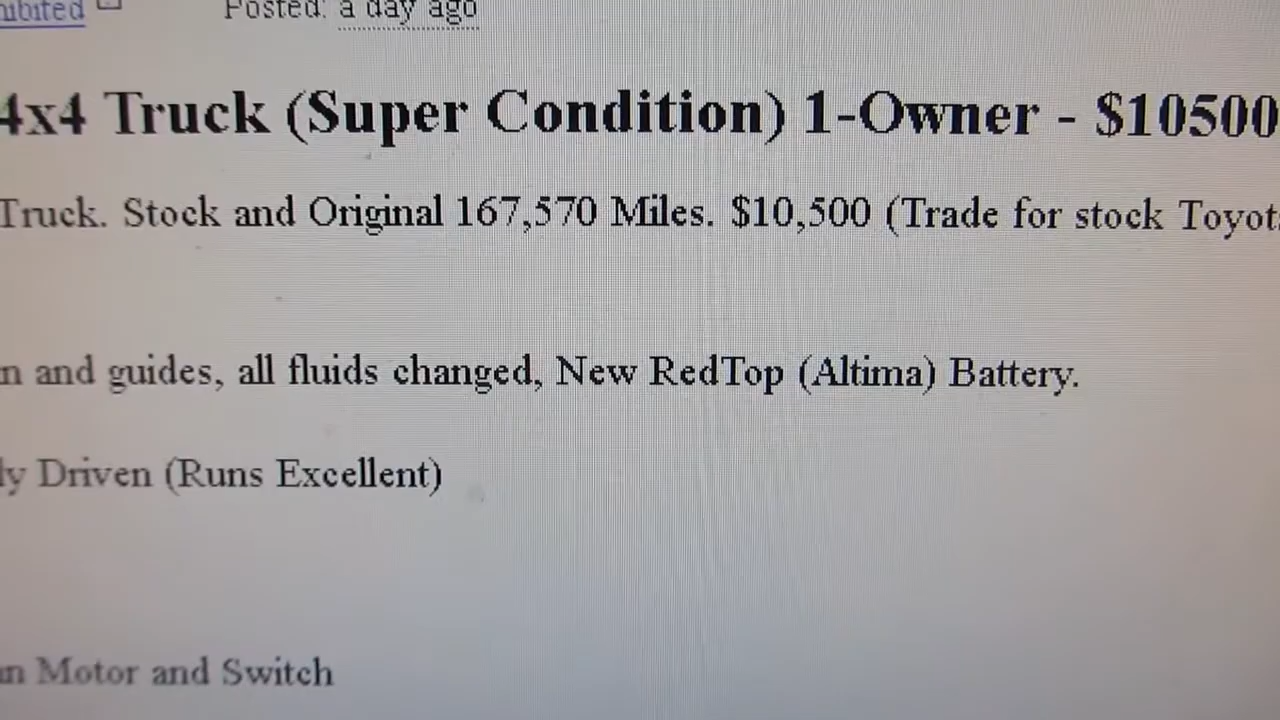 Posted: a day ago
4x4 Truck (Super Condition) 1-Owner - $10500
Truck. Stock and Original 167,570 Miles. $10,500 (Trade for stock Toyot
and guides, all fluids changed, New RedTop (Altima) Battery.
ly Driven (Runs Excellent)
Motor and Switch